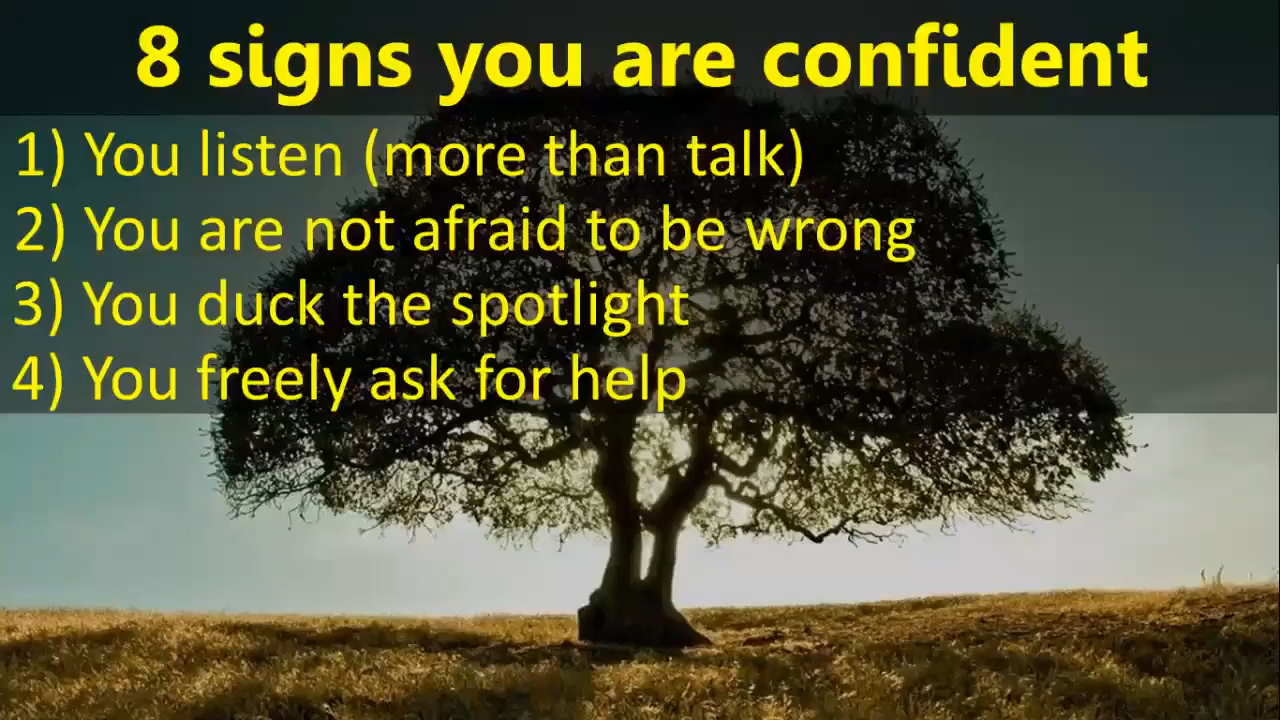 8 signs you are confident
1) You listen (more than talk)
2) You are not afraid to be wrong
3) You duck the spotlight
4) You freely ask for help